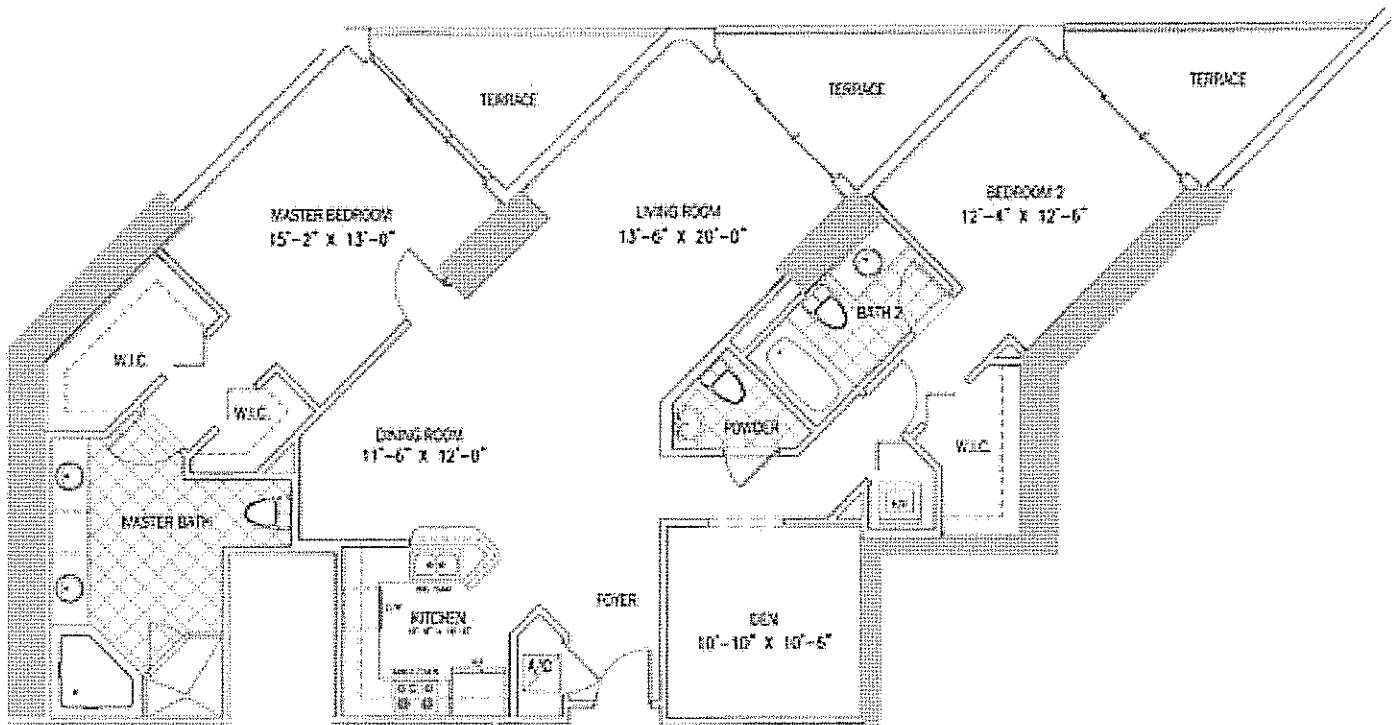 TERRACE
TERRACE
TERRACE
MASTER BEDROOM
15'-2" X 13'-0"
LIVING ROOM
13'-6" X 20'-0"
BEDROOM 2
12'-4" X 12'-6"
BATH 2
W.I.C.
W.I.C.
POWDER
DINING ROOM
11'-6" X 12'-0"
W.I.C.
MASTER BATH
KITCHEN
FOYER
DEN
10'-10" X 10'-6"
A/C